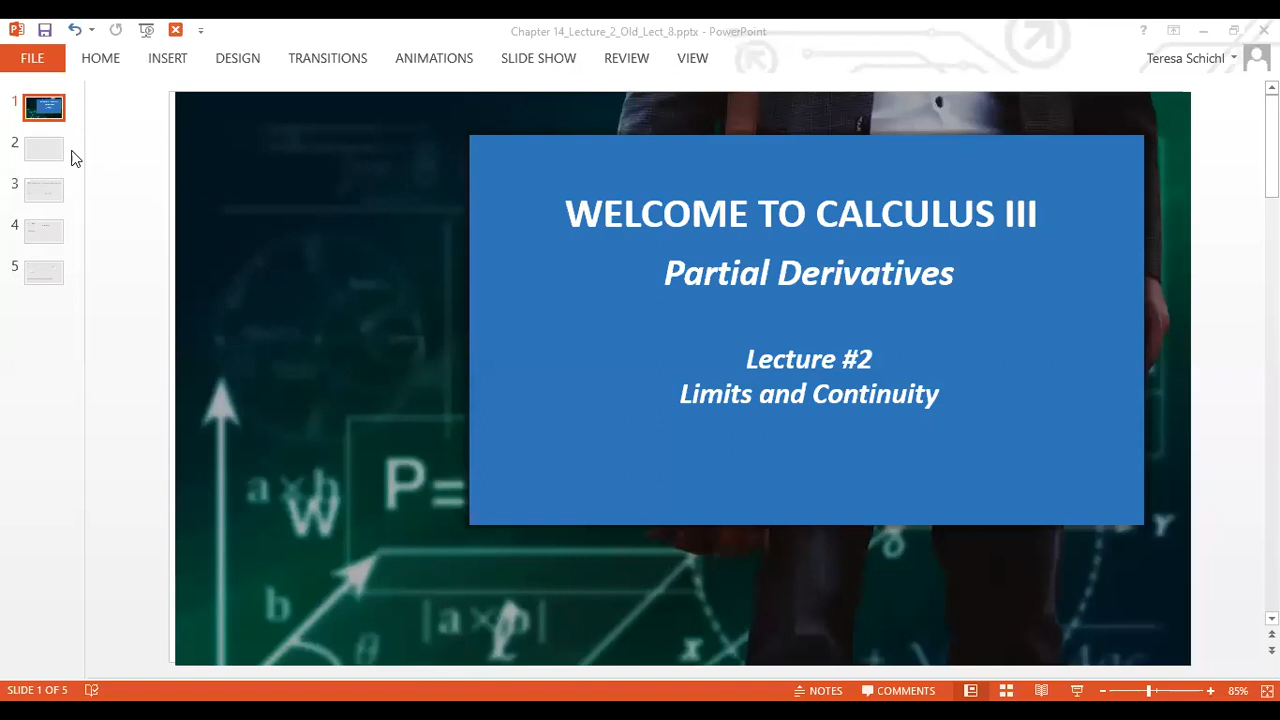 Chapter 14_Lecture_2_Old_Lect_8.pptx - PowerPoint
?
FILE HOME INSERT DESIGN TRANSITIONS ANIMATIONS SLIDE SHOW REVIEW VIEW Teresa Schichl
1
2
3
4
5
WELCOME TO CALCULUS III
Partial Derivatives
Lecture #2
Limits and Continuity
a×b
W
P=
b
θ
|a×b|
x
Y
SLIDE 1 OF 5 NOTES COMMENTS 85%